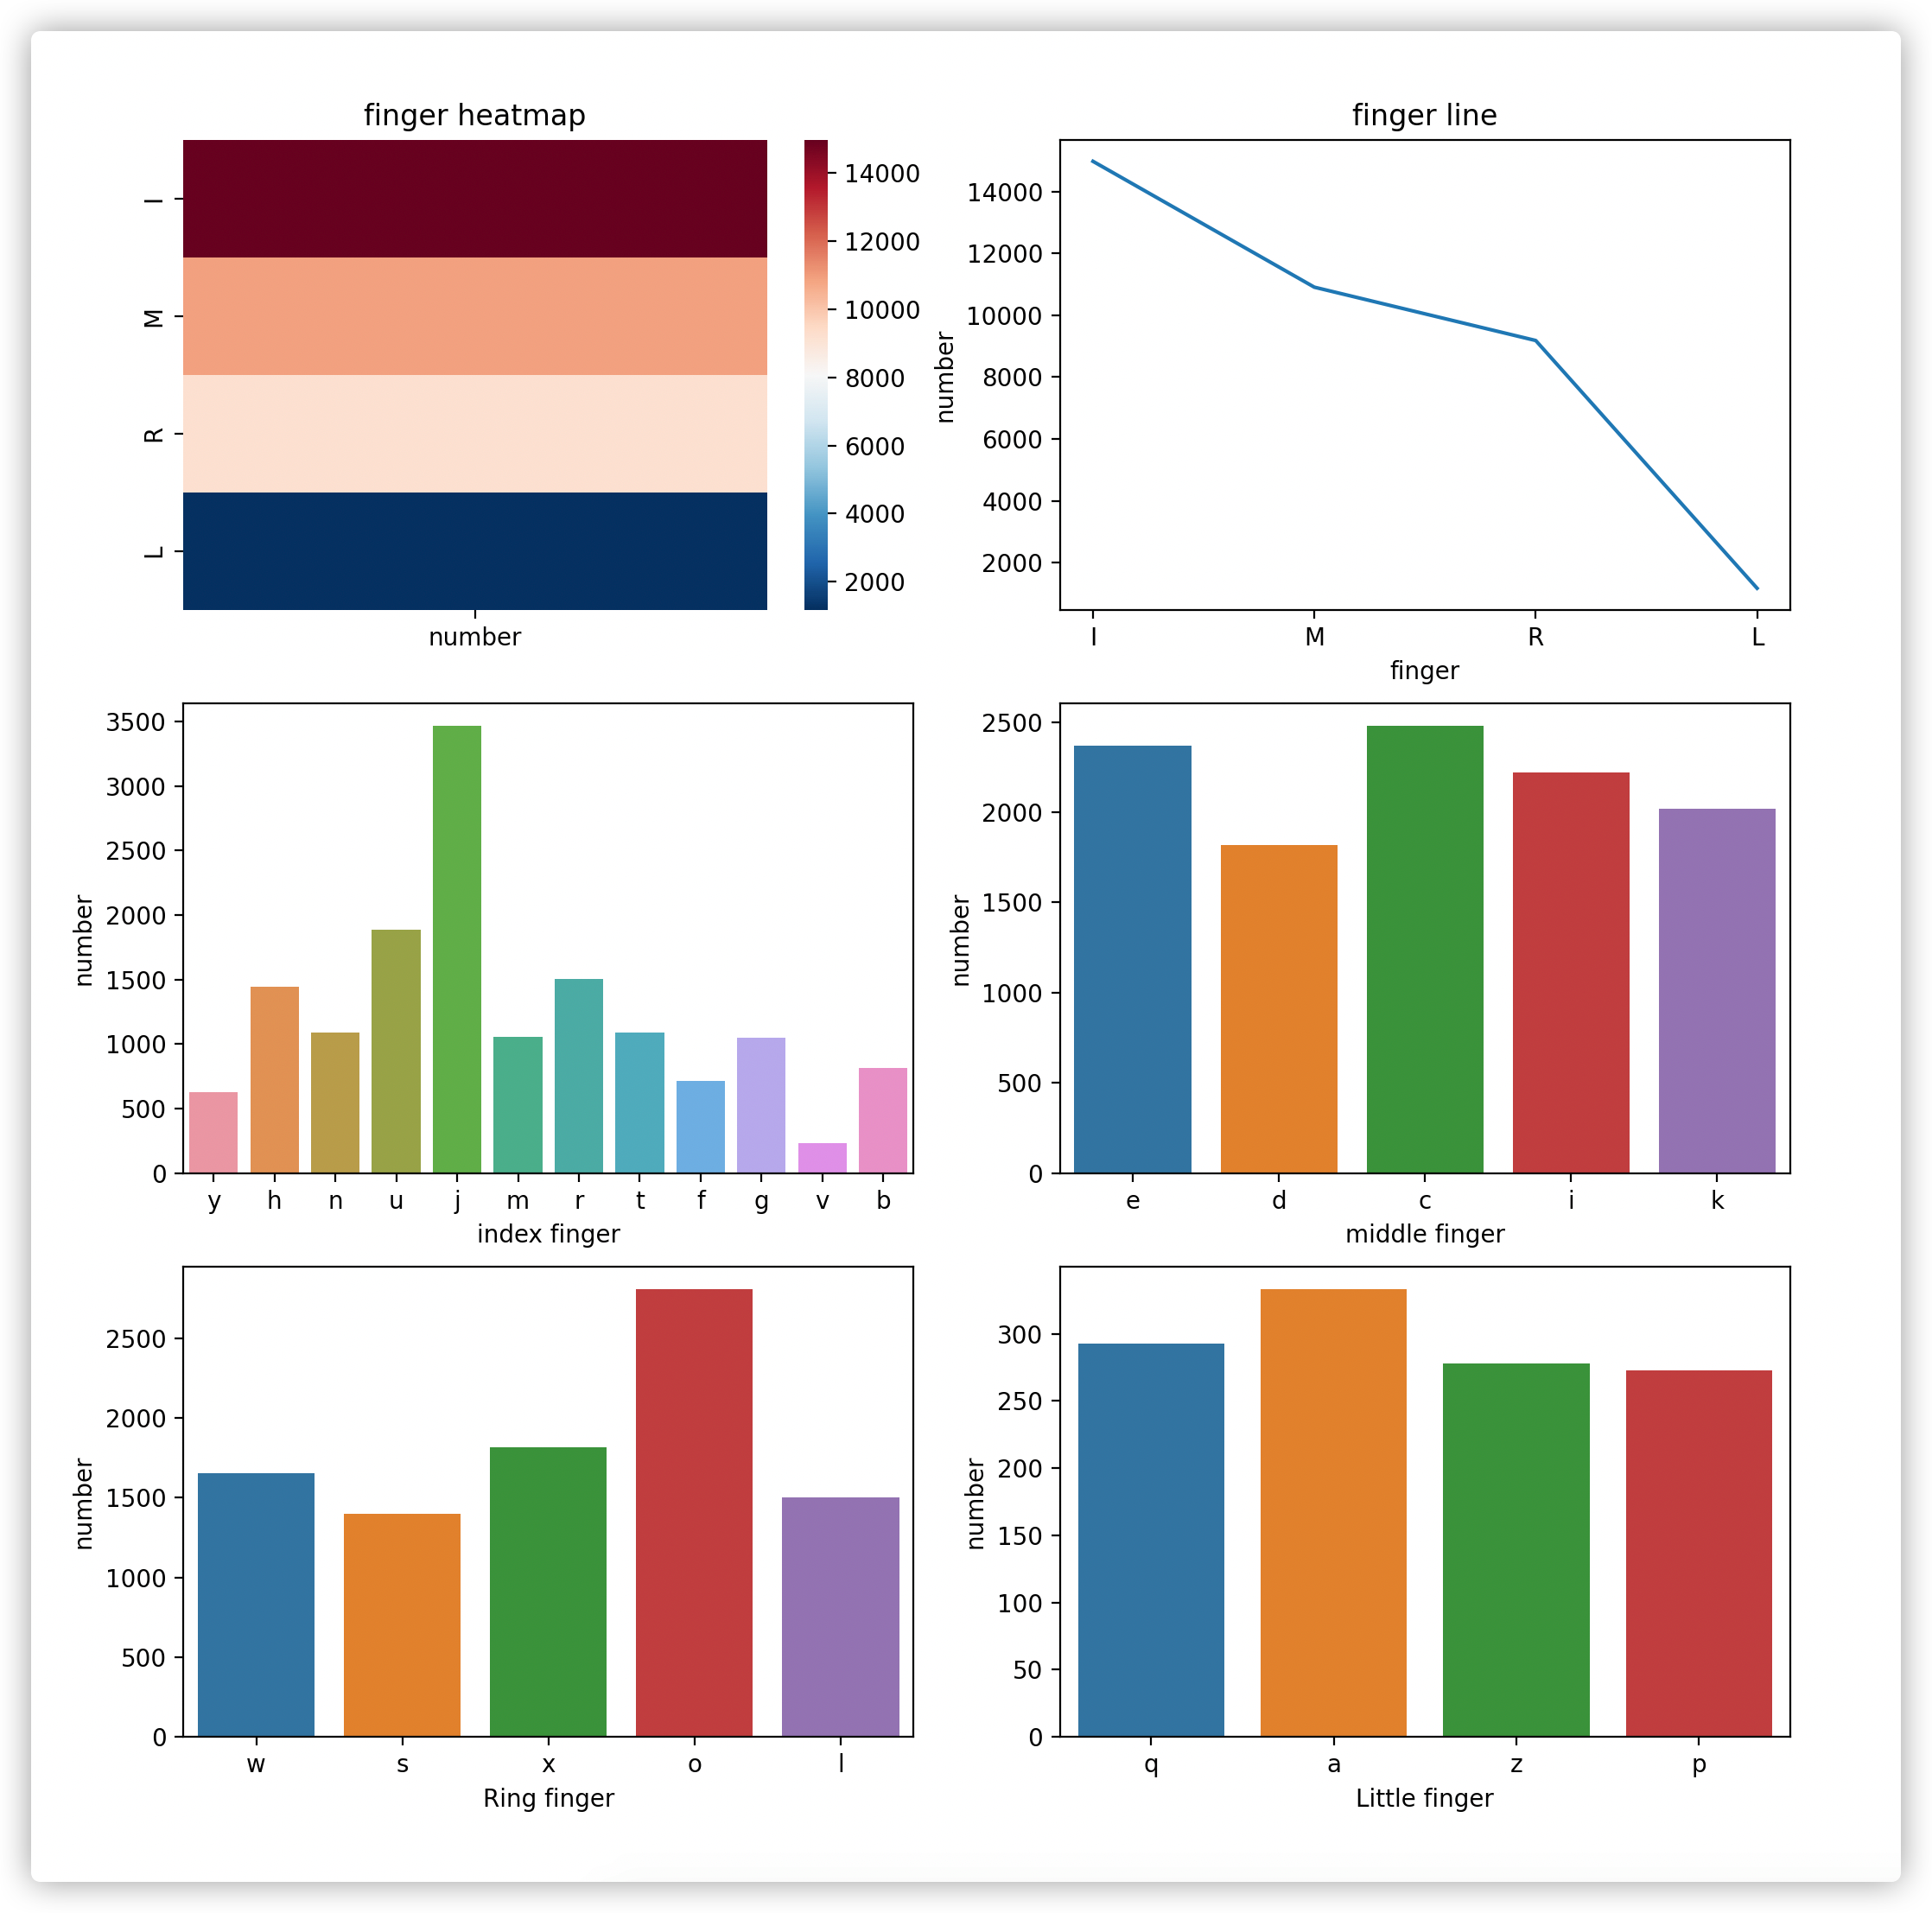 finger heatmap
I
M
R
L
number
14000
12000
10000
8000
6000
4000
2000
finger line
number
14000
12000
10000
8000
6000
4000
2000
I M R L
finger
number
3500
3000
2500
2000
1500
1000
500
0
y h n u j m r t f g v b
index finger
number
2500
2000
1500
1000
500
0
e d c i k
middle finger
number
2500
2000
1500
1000
500
0
w s x o l
Ring finger
number
300
250
200
150
100
50
0
q a z p
Little finger